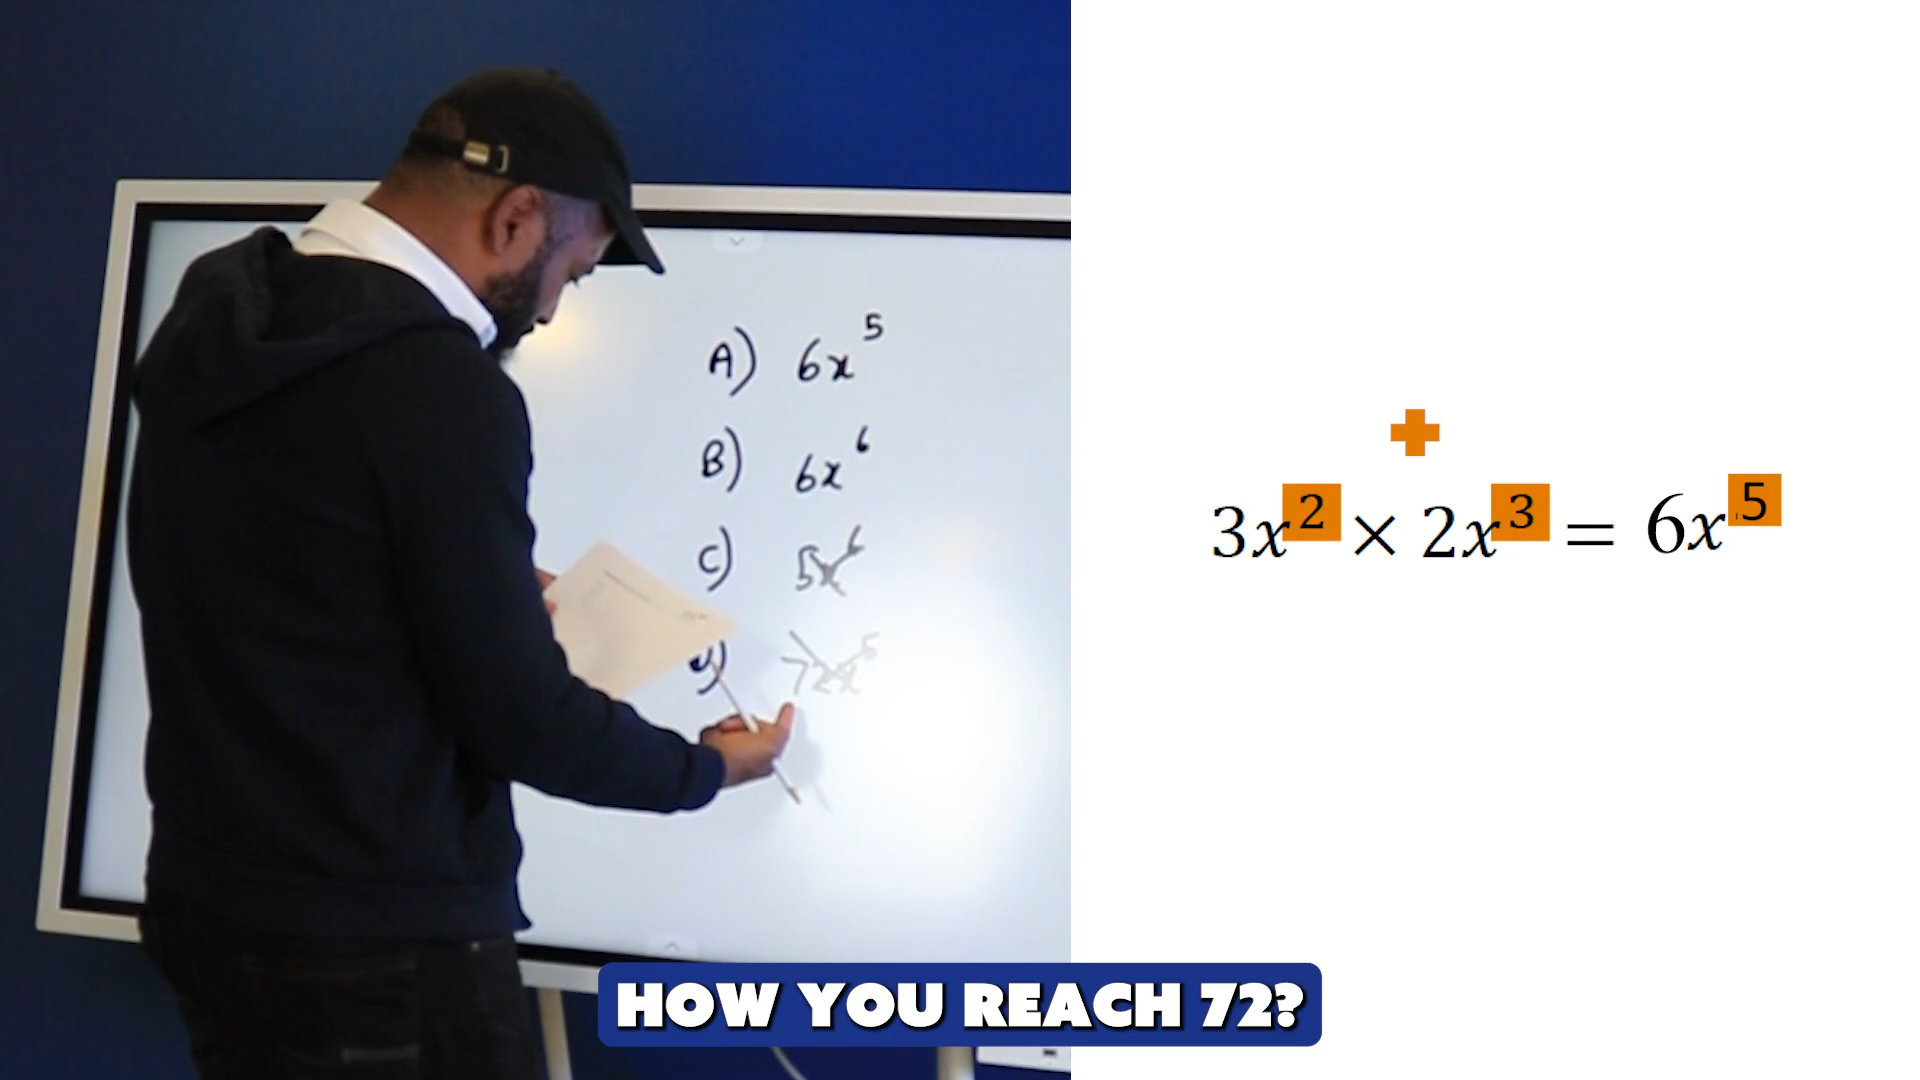 A) 6x⁵
B) 6x⁶
C) 5x⁶
72x⁵
3x² × 2x³ = 6x⁵
+
HOW YOU REACH 72?